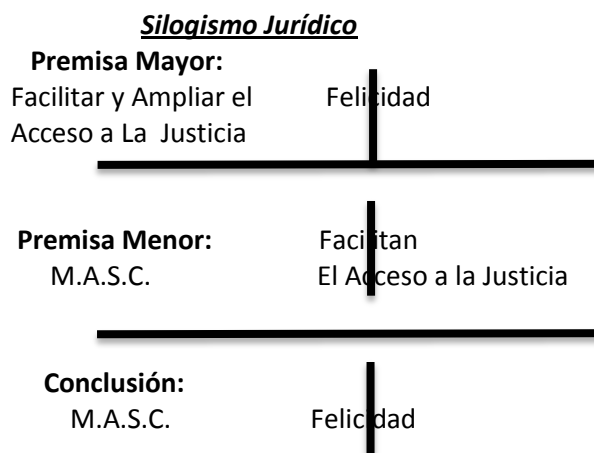 Silogismo Jurídico
Premisa Mayor:
Facilitar y Ampliar el Felicidad
Acceso a La Justicia
Premisa Menor: Facilitan
M.A.S.C. El Acceso a la Justicia
Conclusión:
M.A.S.C. Felicidad